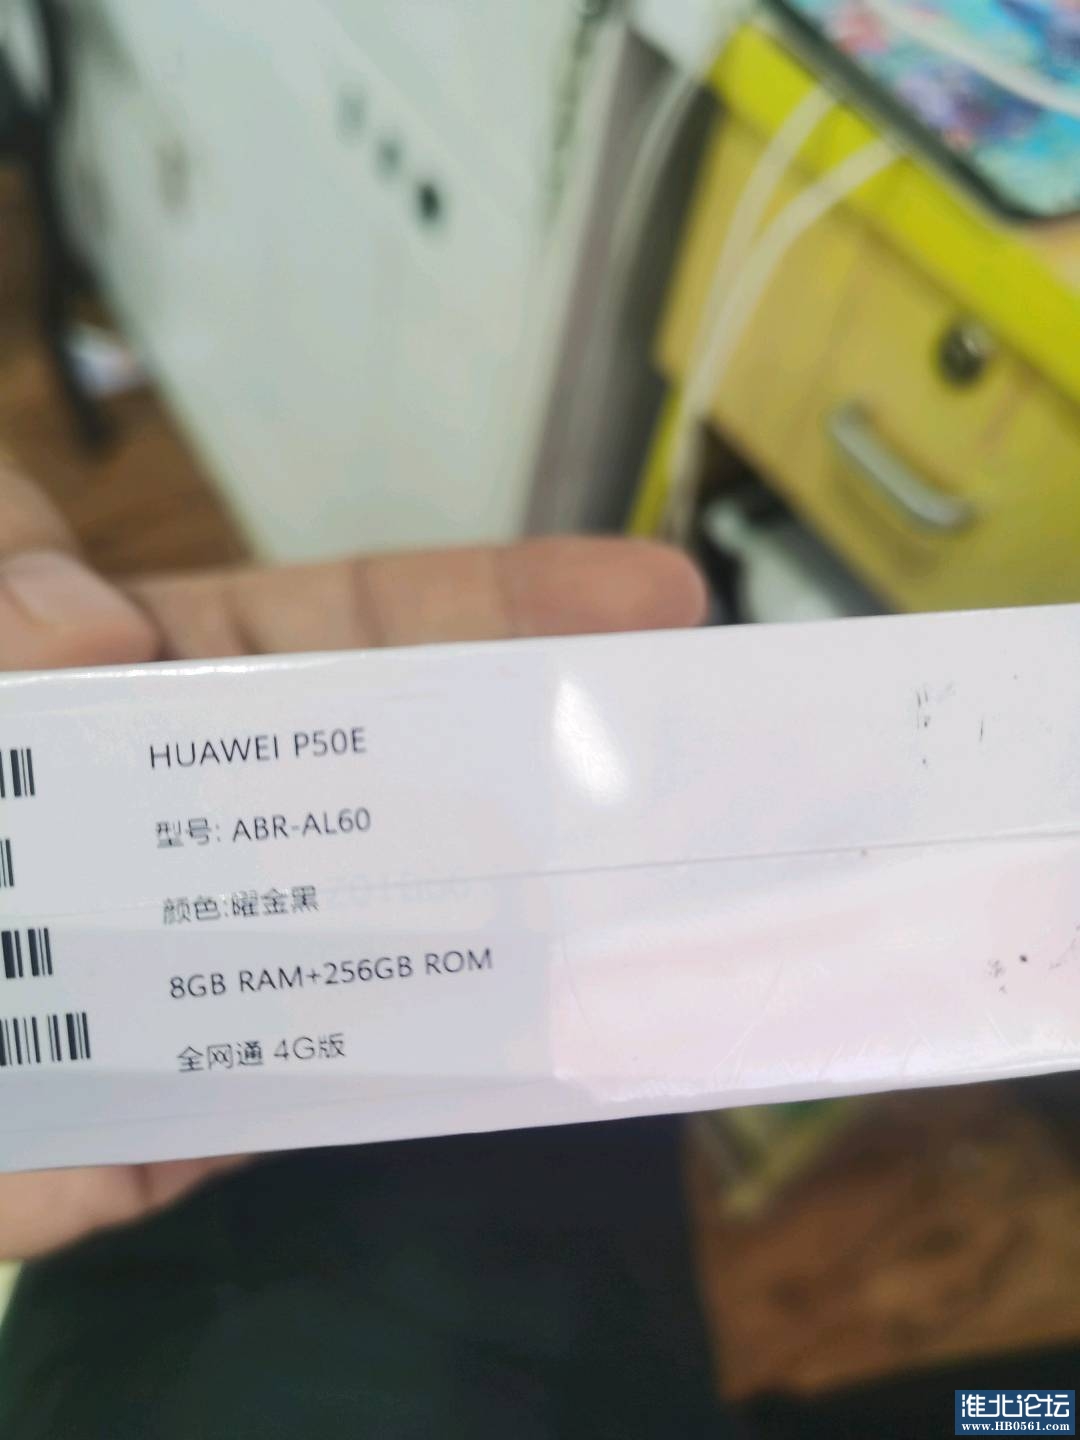 HUAWEI P50E
型号: ABR-AL60
颜色:曜金黑
8GB RAM+256GB ROM
全网通 4G版
淮北论坛
www.HB0561.com